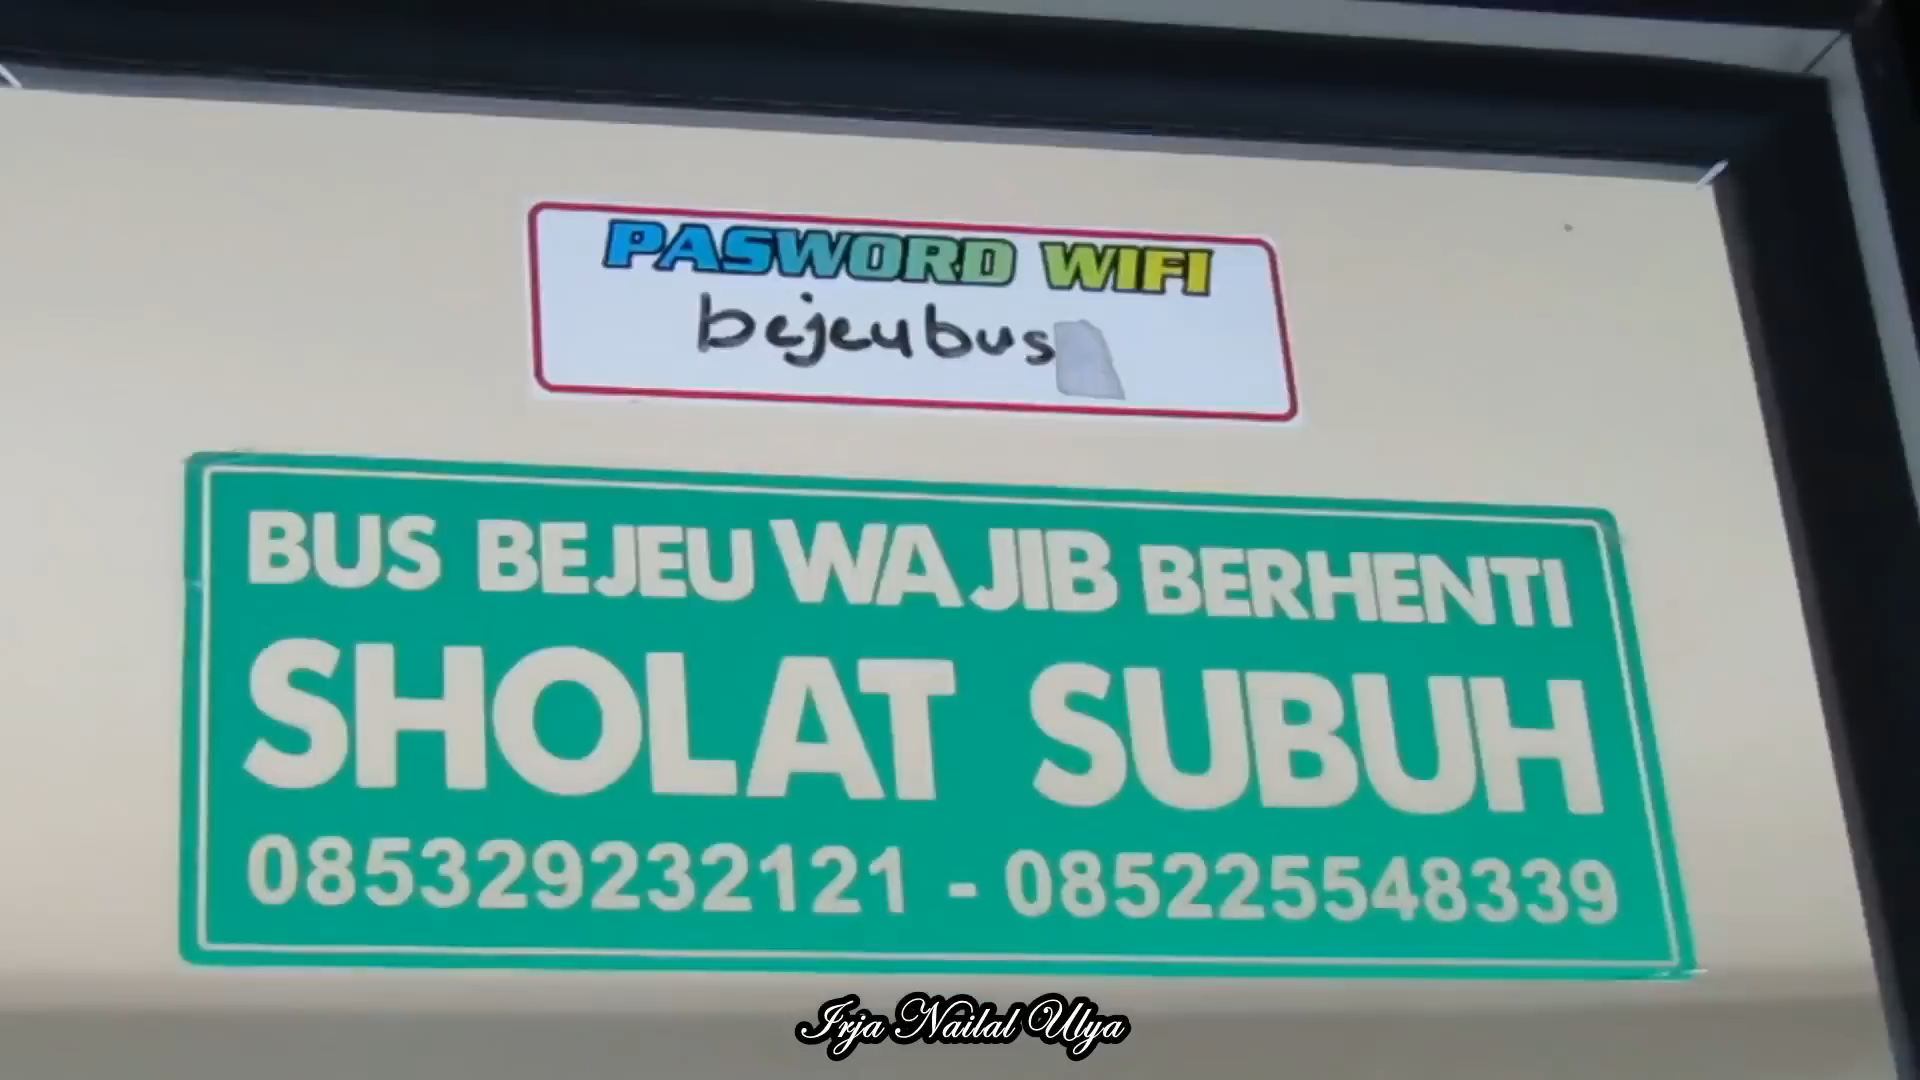 PASWORD WIFI
bejeubus
BUS BEJEU WAJIB BERHENTI
SHOLAT SUBUH
085329232121 - 085225548339
Irja Nailal Ulya